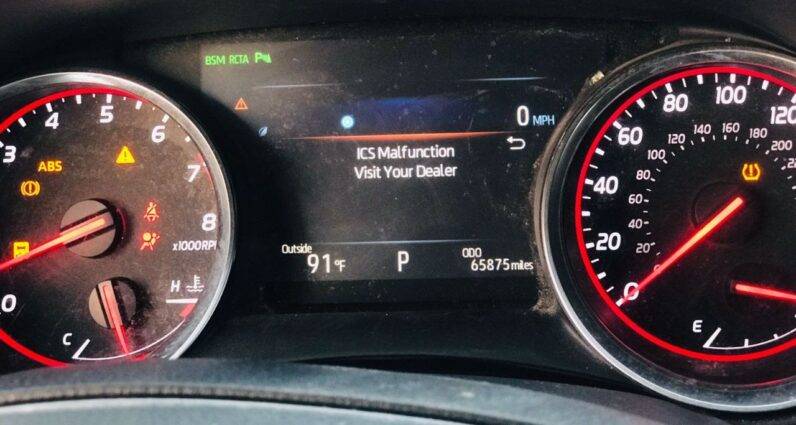 BSM RCTA P
0 MPH
ICS Malfunction
Visit Your Dealer
Outside
91°F
P
ODO
65875 miles
ABS
0
3
4
5
6
7
8
x1000RPM
H
C
0
20
40
60
80
100
120
0
20
40
60
80
100
120
140
160
180
200
E